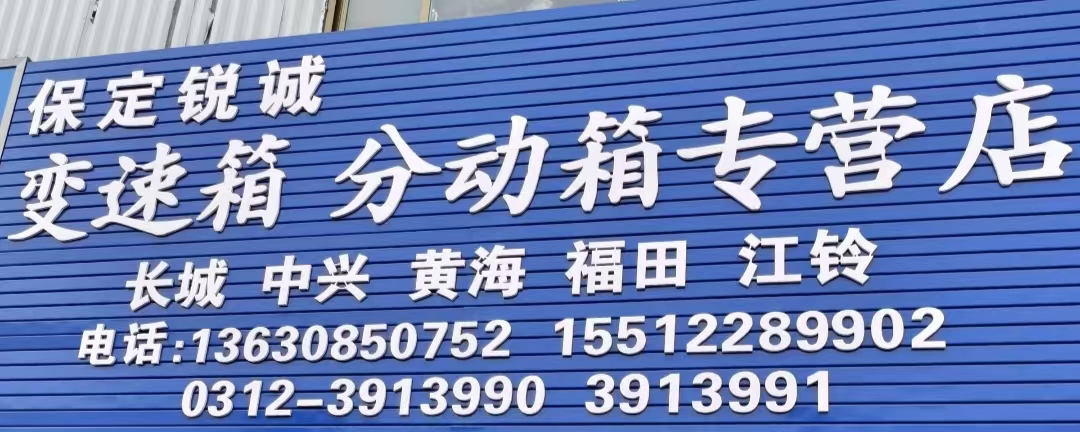 保定锐诚
变速箱 分动箱专营店
长城 中兴 黄海 福田 江铃
电话:13630850752 15512289902
0312-3913990 3913991